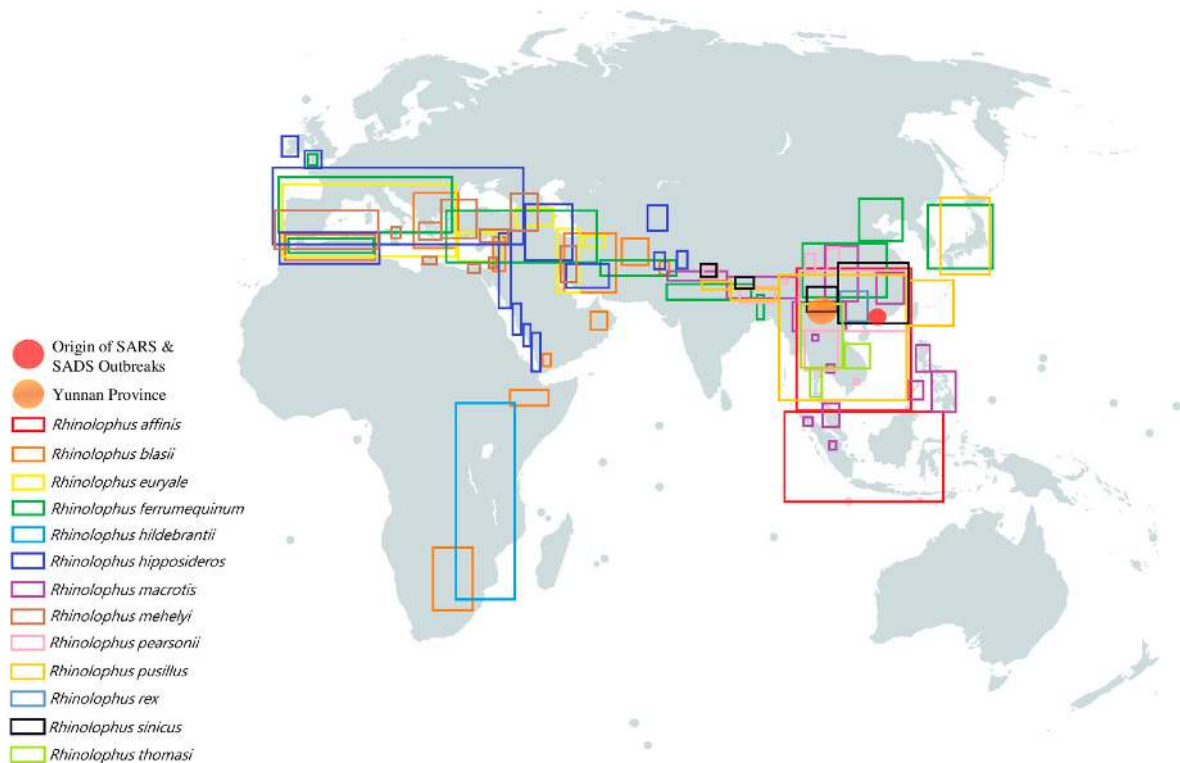 Origin of SARS &
SADS Outbreaks
Yunnan Province
Rhinolophus affinis
Rhinolophus blasii
Rhinolophus euryale
Rhinolophus ferrumequinum
Rhinolophus hildebrantii
Rhinolophus hipposideros
Rhinolophus macrotis
Rhinolophus mehelyi
Rhinolophus pearsonii
Rhinolophus pusillus
Rhinolophus rex
Rhinolophus sinicus
Rhinolophus thomasi